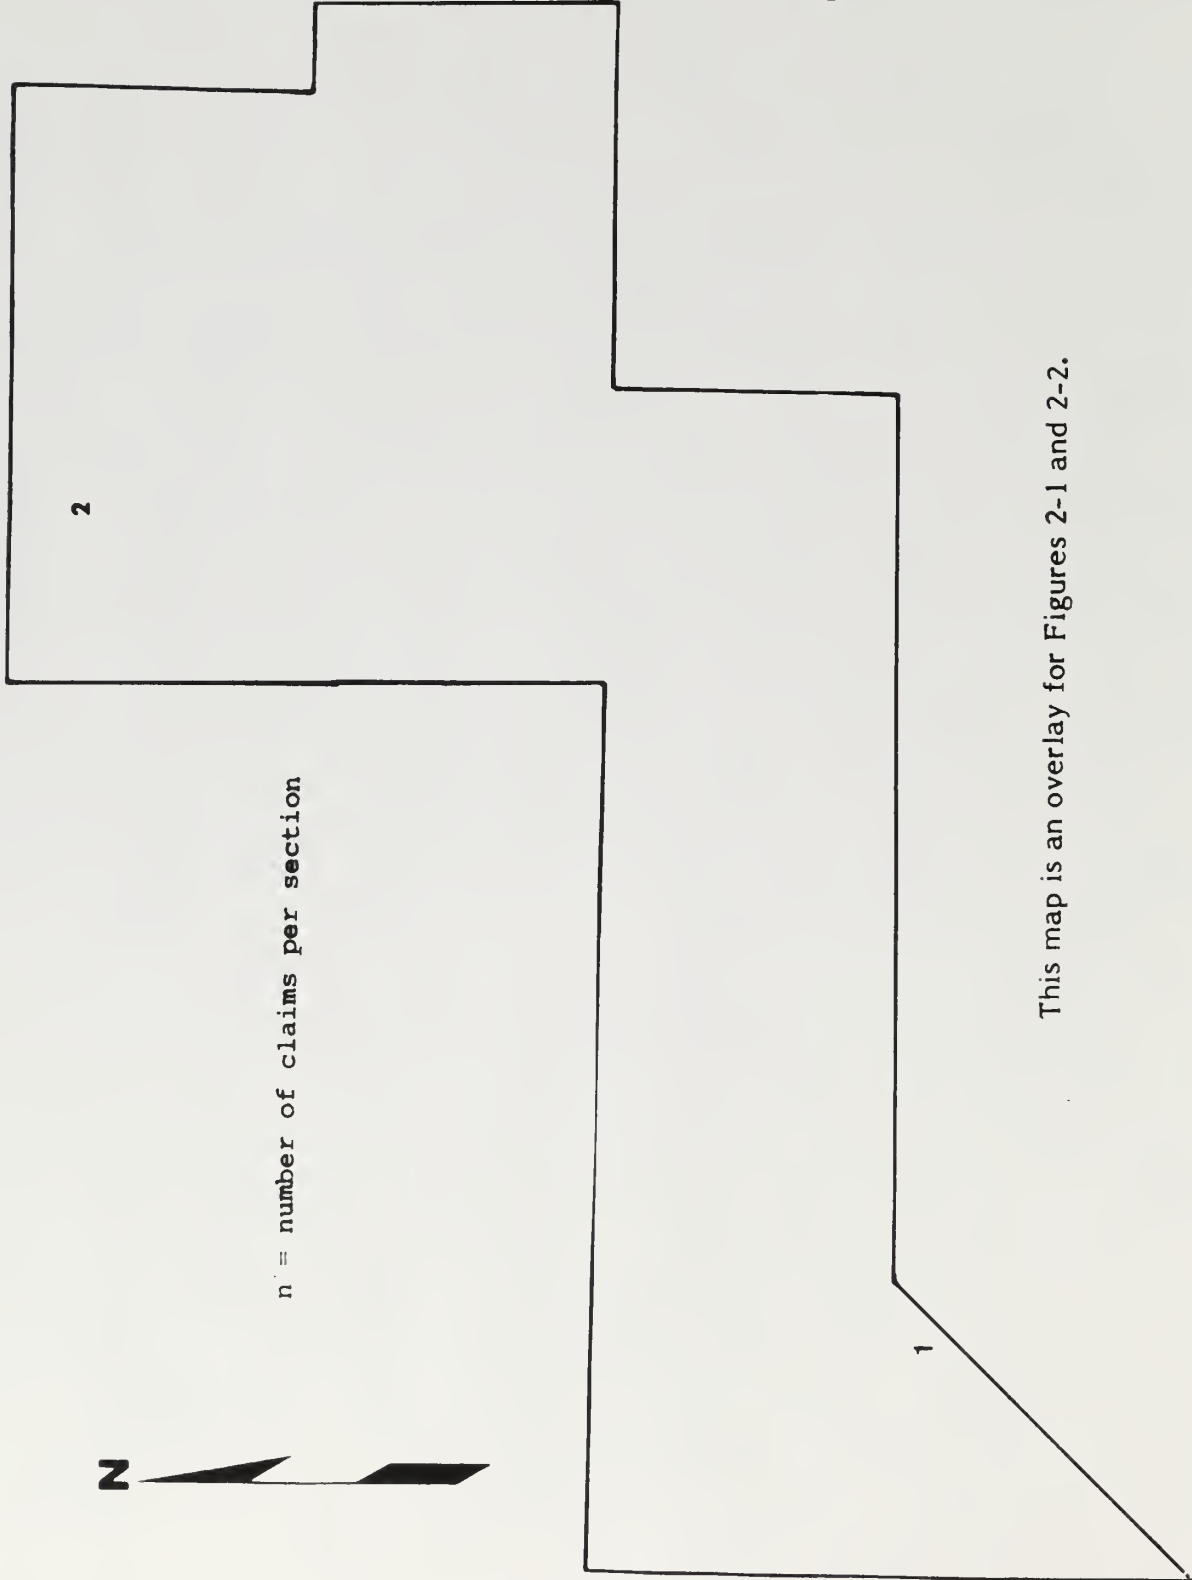 2
n = number of claims per section
N
1
This map is an overlay for Figures 2-1 and 2-2.